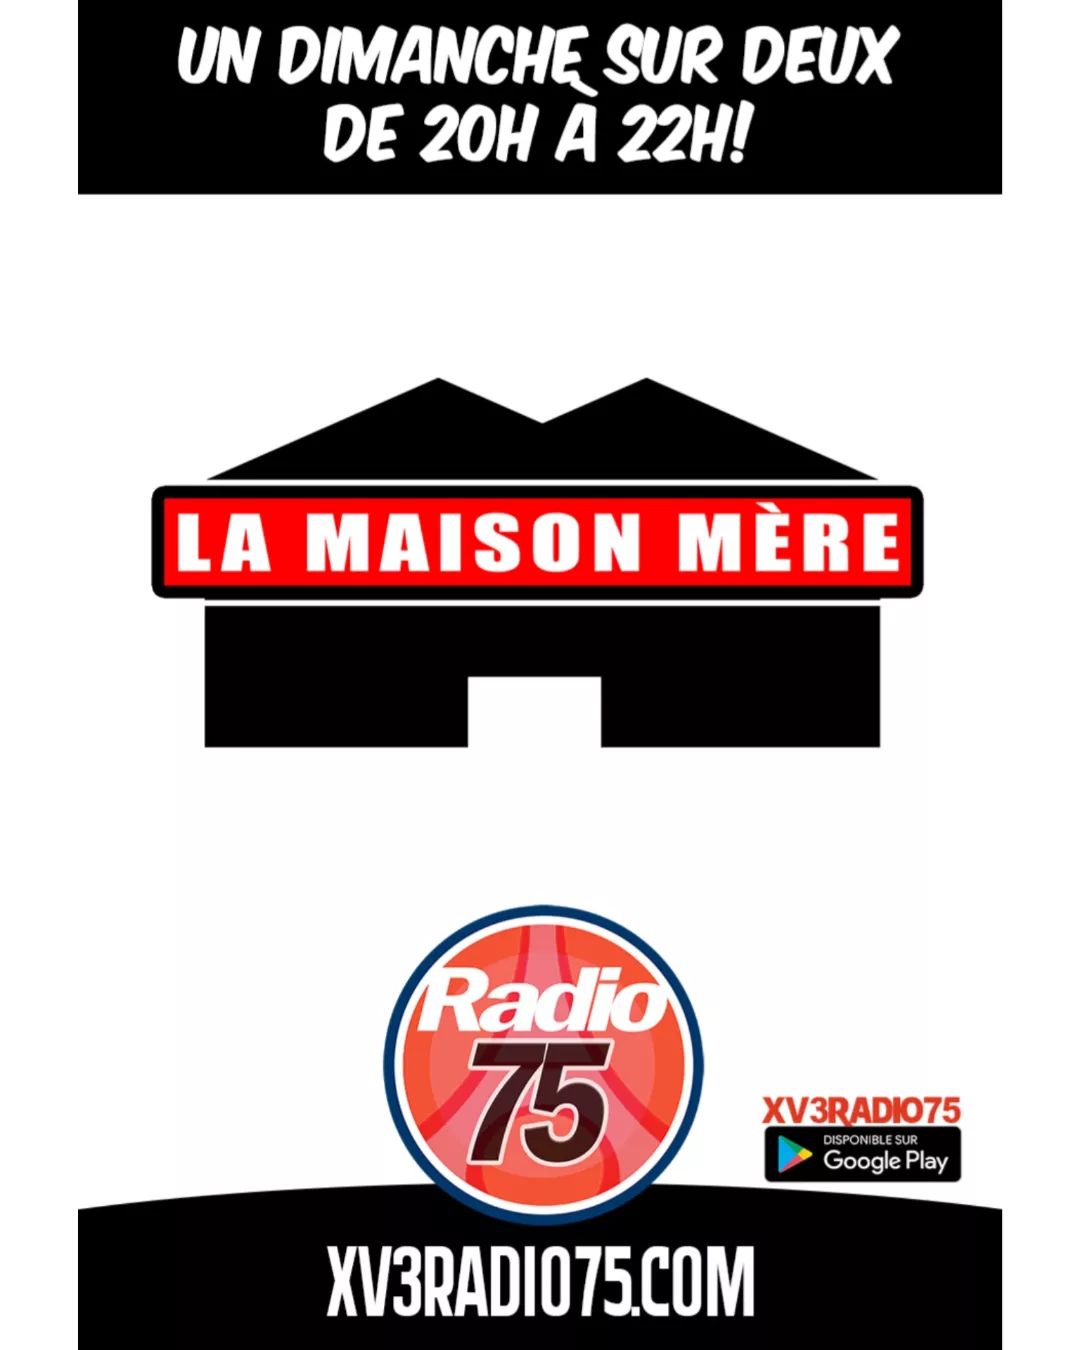 UN DIMANCHE SUR DEUX
DE 20H À 22H!
LA MAISON MÈRE
Radio
75
XV3RADIO75
DISPONIBLE SUR
Google Play
XV3RADIO75.COM